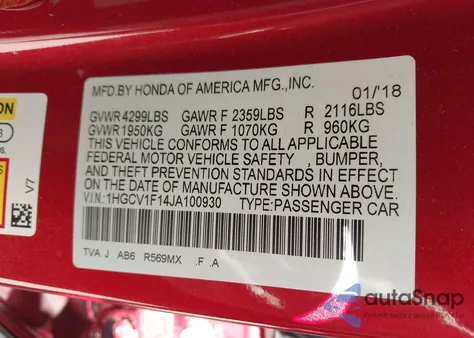 MFD.BY HONDA OF AMERICA MFG.,INC. 01/'18
GVWR 4299LBS GAWR F 2359LBS R 2116LBS
GVWR 1950KG GAWR F 1070KG R 960KG
THIS VEHICLE CONFORMS TO ALL APPLICABLE
FEDERAL MOTOR VEHICLE SAFETY , BUMPER,
AND THEFT PREVENTION STANDARDS IN EFFECT
ON THE DATE OF MANUFACTURE SHOWN ABOVE.
V.I.N:1HGCV1F14JA100930 TYPE:PASSENGER CAR
TVA J AB6 R569MX .F .A
V7
autoSnap